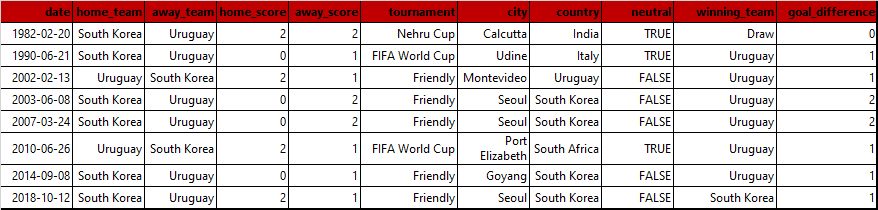 date home_team away_team home_score away_score tournament city country neutral winning_team goal_difference
1982-02-20 South Korea Uruguay 2 2 Nehru Cup Calcutta India TRUE Draw 0
1990-06-21 South Korea Uruguay 0 1 FIFA World Cup Udine Italy TRUE Uruguay 1
2002-02-13 Uruguay South Korea 2 1 Friendly Montevideo Uruguay FALSE Uruguay 1
2003-06-08 South Korea Uruguay 0 2 Friendly Seoul South Korea FALSE Uruguay 2
2007-03-24 South Korea Uruguay 0 2 Friendly Seoul South Korea FALSE Uruguay 2
2010-06-26 Uruguay South Korea 2 1 FIFA World Cup Port
Elizabeth South Africa TRUE Uruguay 1
2014-09-08 South Korea Uruguay 0 1 Friendly Goyang South Korea FALSE Uruguay 1
2018-10-12 South Korea Uruguay 2 1 Friendly Seoul South Korea FALSE South Korea 1